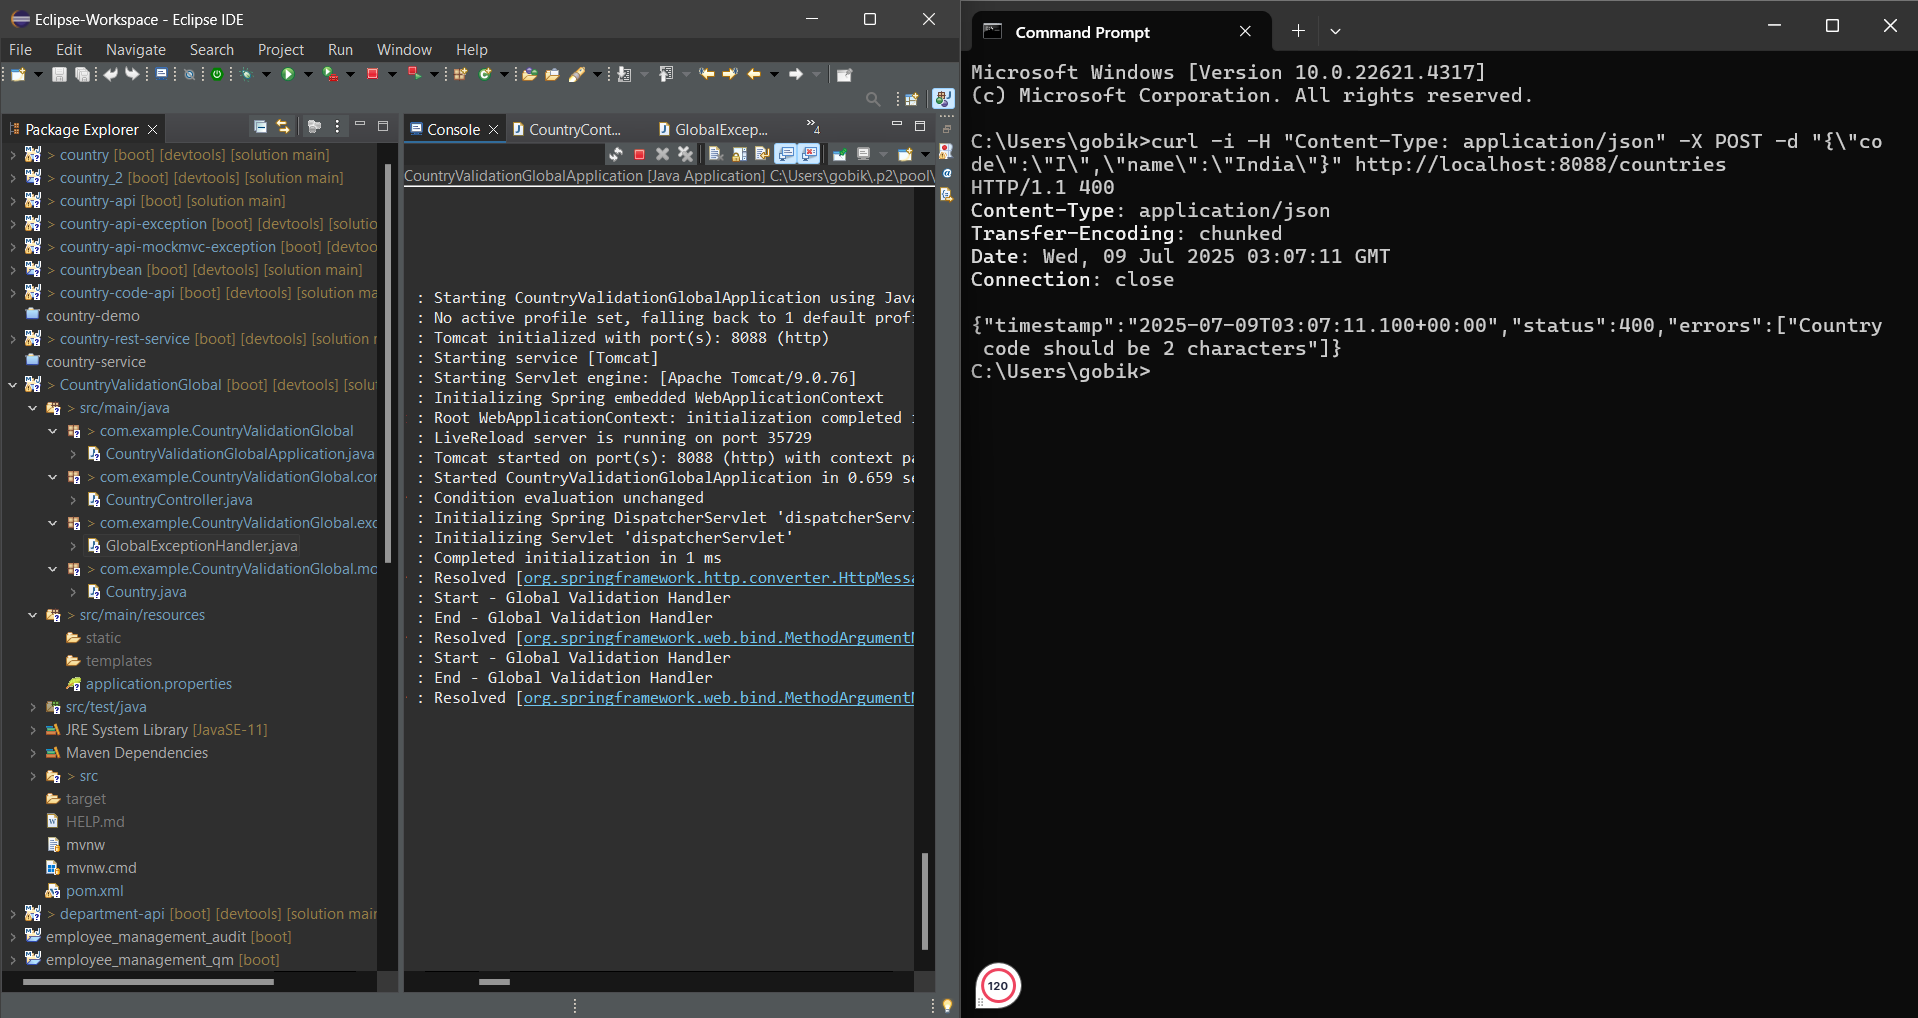 Eclipse-Workspace - Eclipse IDE
File Edit Navigate Search Project Run Window Help
Package Explorer
> country [boot] [devtools] [solution main]
> country_2 [boot] [devtools] [solution main]
> country-api [boot] [solution main]
> country-api-exception [boot] [devtools] [solutio
> country-api-mockmvc-exception [boot] [devtoo
> countrybean [boot] [devtools] [solution main]
> country-code-api [boot] [devtools] [solution ma
country-demo
> country-rest-service [boot] [devtools] [solution r
country-service
> CountryValidationGlobal [boot] [devtools] [solut
> src/main/java
> com.example.CountryValidationGlobal
CountryValidationGlobalApplication.java
> com.example.CountryValidationGlobal.cor
CountryController.java
> com.example.CountryValidationGlobal.exc
GlobalExceptionHandler.java
> com.example.CountryValidationGlobal.mo
Country.java
> src/main/resources
static
templates
application.properties
src/test/java
JRE System Library [JavaSE-11]
Maven Dependencies
> src
target
HELP.md
mvnw
mvnw.cmd
pom.xml
> department-api [boot] [devtools] [solution mair
employee_management_audit [boot]
employee_management_qm [boot]
Console CountryCont... GlobalExcep... »4
CountryValidationGlobalApplication [Java Application] C:\Users\gobik\.p2\pool\
: Starting CountryValidationGlobalApplication using Java
: No active profile set, falling back to 1 default profi
: Tomcat initialized with port(s): 8088 (http)
: Starting service [Tomcat]
: Starting Servlet engine: [Apache Tomcat/9.0.76]
: Initializing Spring embedded WebApplicationContext
: Root WebApplicationContext: initialization completed i
: LiveReload server is running on port 35729
: Tomcat started on port(s): 8088 (http) with context pa
: Started CountryValidationGlobalApplication in 0.659 se
: Condition evaluation unchanged
: Initializing Spring DispatcherServlet 'dispatcherServl
: Initializing Servlet 'dispatcherServlet'
: Completed initialization in 1 ms
: Resolved [org.springframework.http.converter.HttpMessa
: Start - Global Validation Handler
: End - Global Validation Handler
: Resolved [org.springframework.web.bind.MethodArgumentN
: Start - Global Validation Handler
: End - Global Validation Handler
: Resolved [org.springframework.web.bind.MethodArgumentN
Command Prompt
Microsoft Windows [Version 10.0.22621.4317]
(c) Microsoft Corporation. All rights reserved.
C:\Users\gobik>curl -i -H "Content-Type: application/json" -X POST -d "{\"co
de\":\"I\",\"name\":\"India\"}" http://localhost:8088/countries
HTTP/1.1 400
Content-Type: application/json
Transfer-Encoding: chunked
Date: Wed, 09 Jul 2025 03:07:11 GMT
Connection: close
{"timestamp":"2025-07-09T03:07:11.100+00:00","status":400,"errors":["Country
code should be 2 characters"]}
C:\Users\gobik>
120